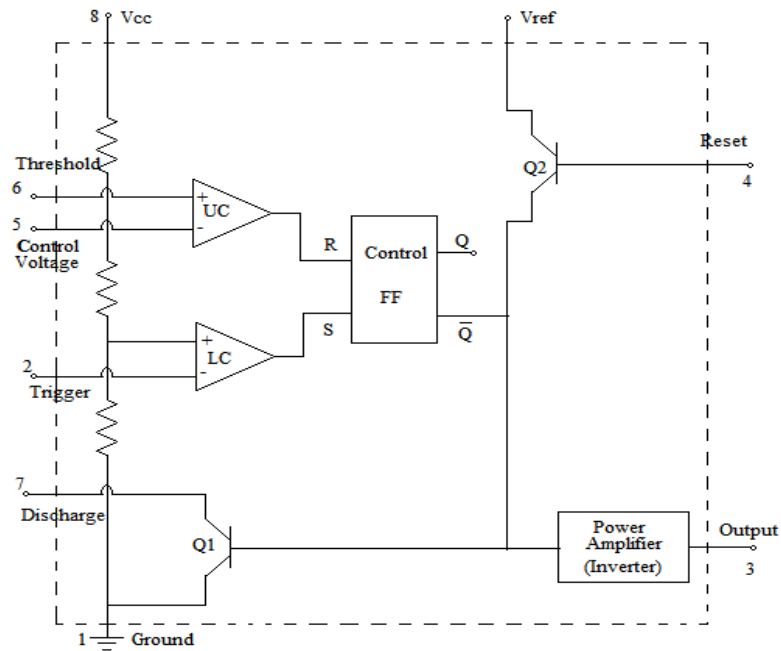 8 Vcc
Vref
Threshold
6
5
Control
Voltage
+
UC
-
R
Control
FF
S
Q
Q̅
Q2
Reset
4
+
LC
-
2
Trigger
7
Discharge
Q1
Power
Amplifier
(Inverter)
Output
3
1
Ground